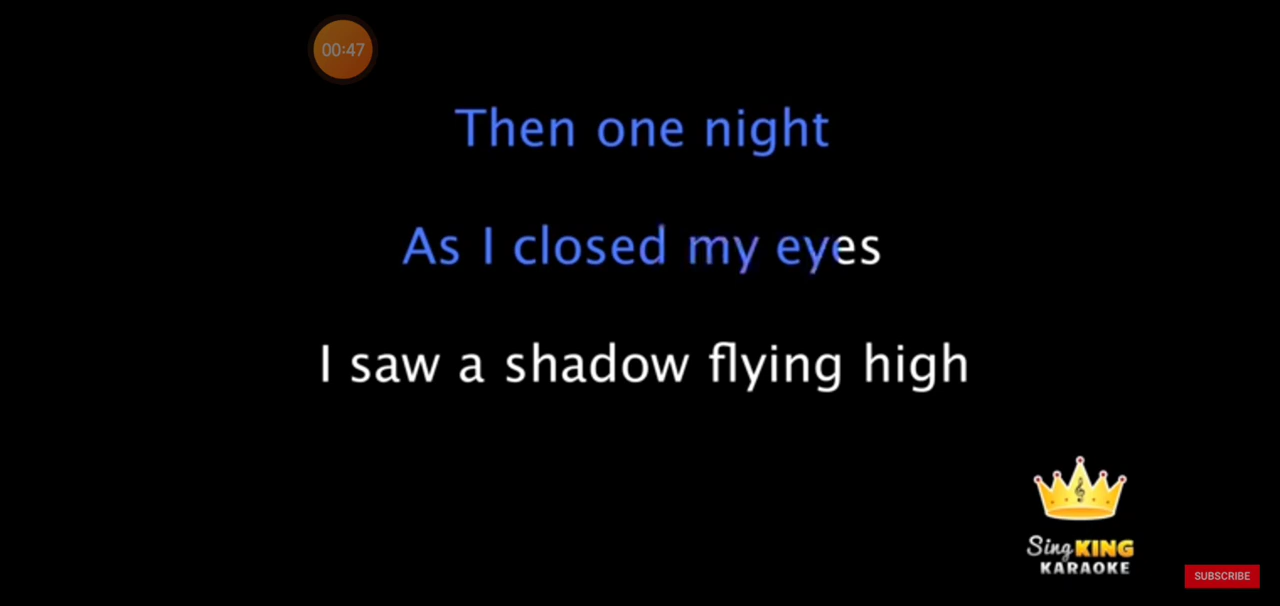 00:47
Then one night
As I closed my eyes
I saw a shadow flying high
Sing KING
KARAOKE
SUBSCRIBE